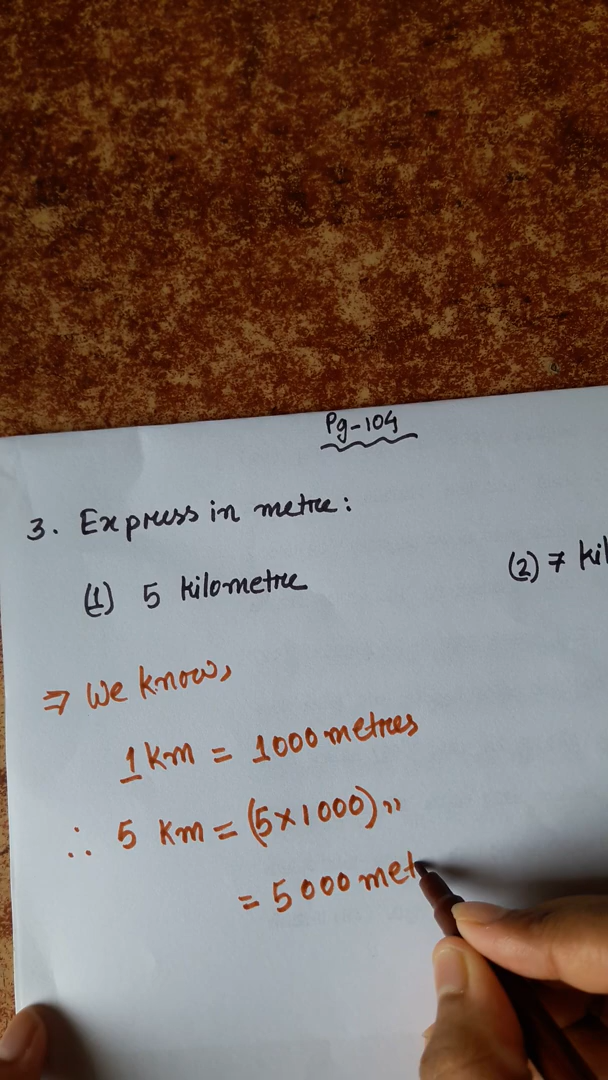 Pg-104
3. Express in metre:
(1) 5 kilometre (2) 7 kil
⇒ We know,
1 km = 1000 metres
∴ 5 km = (5×1000) "
= 5000 met